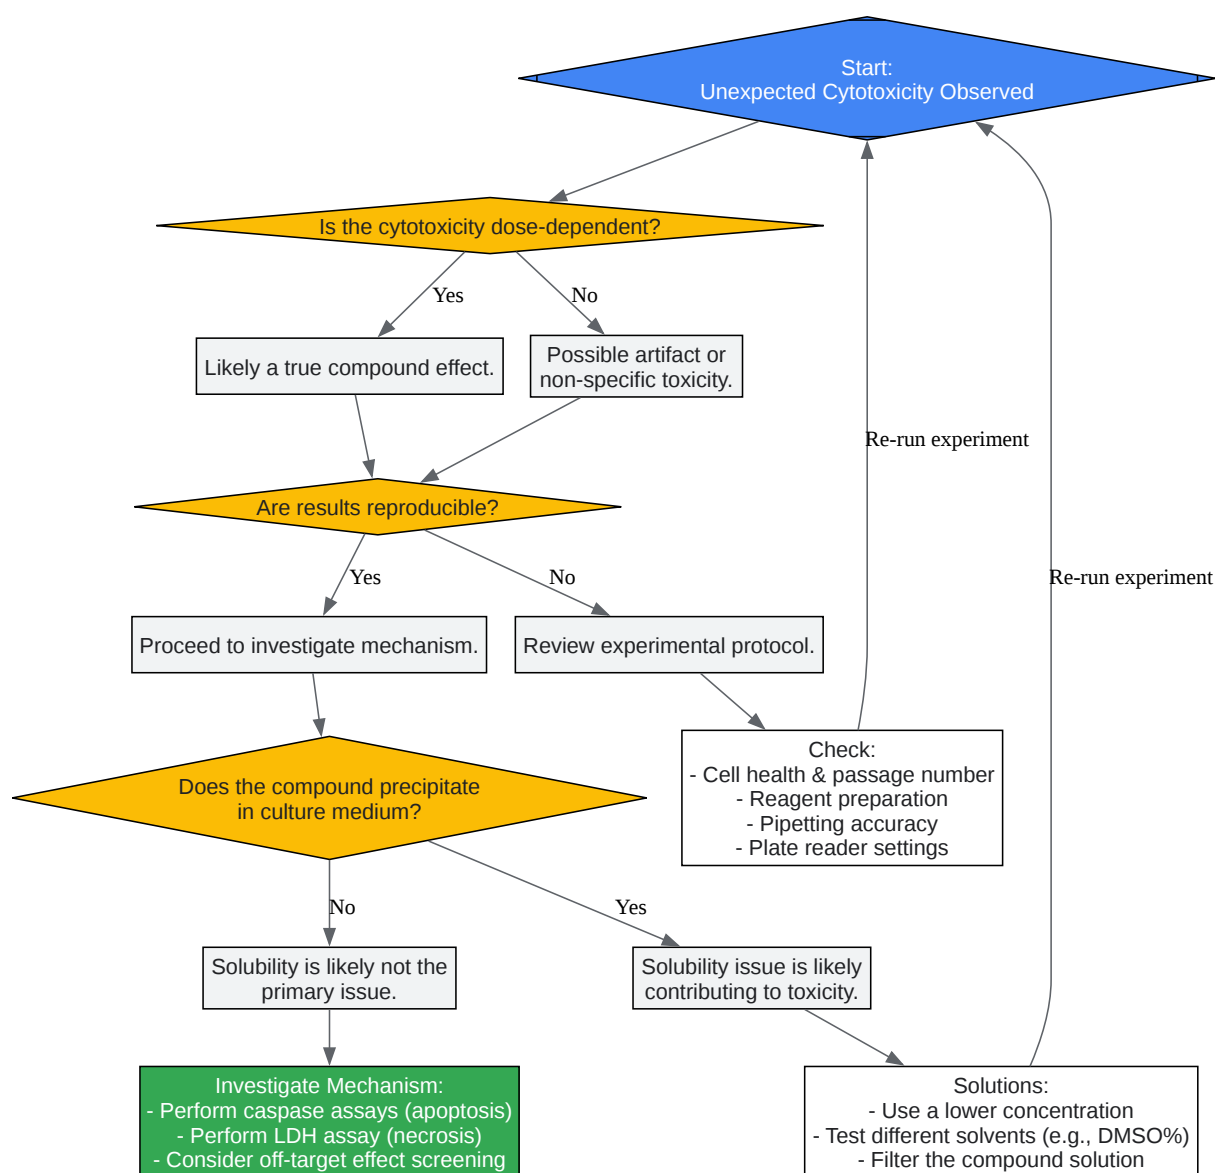 Start:
Unexpected Cytotoxicity Observed
Is the cytotoxicity dose-dependent?
Yes
No
Likely a true compound effect.
Possible artifact or
non-specific toxicity.
Re-run experiment
Are results reproducible?
Yes
No
Re-run experiment
Proceed to investigate mechanism.
Review experimental protocol.
Check:
- Cell health & passage number
- Reagent preparation
- Pipetting accuracy
- Plate reader settings
Does the compound precipitate
in culture medium?
No
Yes
Solubility is likely not the
primary issue.
Solubility issue is likely
contributing to toxicity.
Investigate Mechanism:
- Perform caspase assays (apoptosis)
- Perform LDH assay (necrosis)
- Consider off-target effect screening
Solutions:
- Use a lower concentration
- Test different solvents (e.g., DMSO%)
- Filter the compound solution